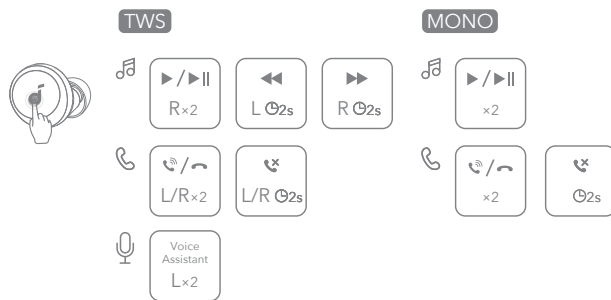 TWS
MONO
R×2
L 2s
R 2s
×2
L/R×2
L/R 2s
×2
2s
Voice
Assistant
L×2